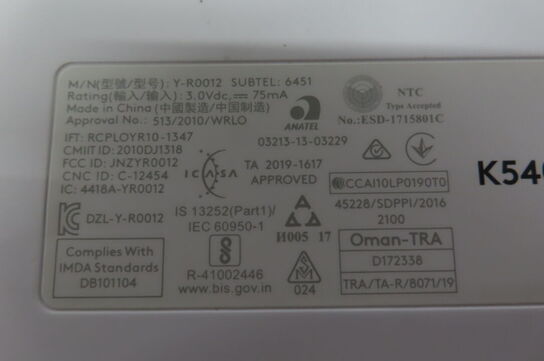 M/N(型號/型号): Y-R0012 SUBTEL: 6451
Rating(輸入/输入): 3.0Vdc, 75mA
Made in China (中國製造/中国制造)
Approval No.: 513/2010/WRLO
IFT: RCPLOYR10-1347
CMIIT ID: 2010DJ1318
FCC ID: JNZYR0012
CNC ID: C-12454
IC: 4418A-YR0012
DZL-Y-R0012
Complies With
IMDA Standards
DB101104
ICASA
TA 2019-1617
APPROVED
IS 13252(Part1)/
IEC 60950-1
R-41002446
www.bis.gov.in
ANATEL
03213-13-03229
И005 17
024
NTC
Type Accepted
No.:ESD-1715801C
CCAI10LP0190T0
45228/SDPPI/2016
2100
Oman-TRA
D172338
TRA/TA-R/8071/19
K540